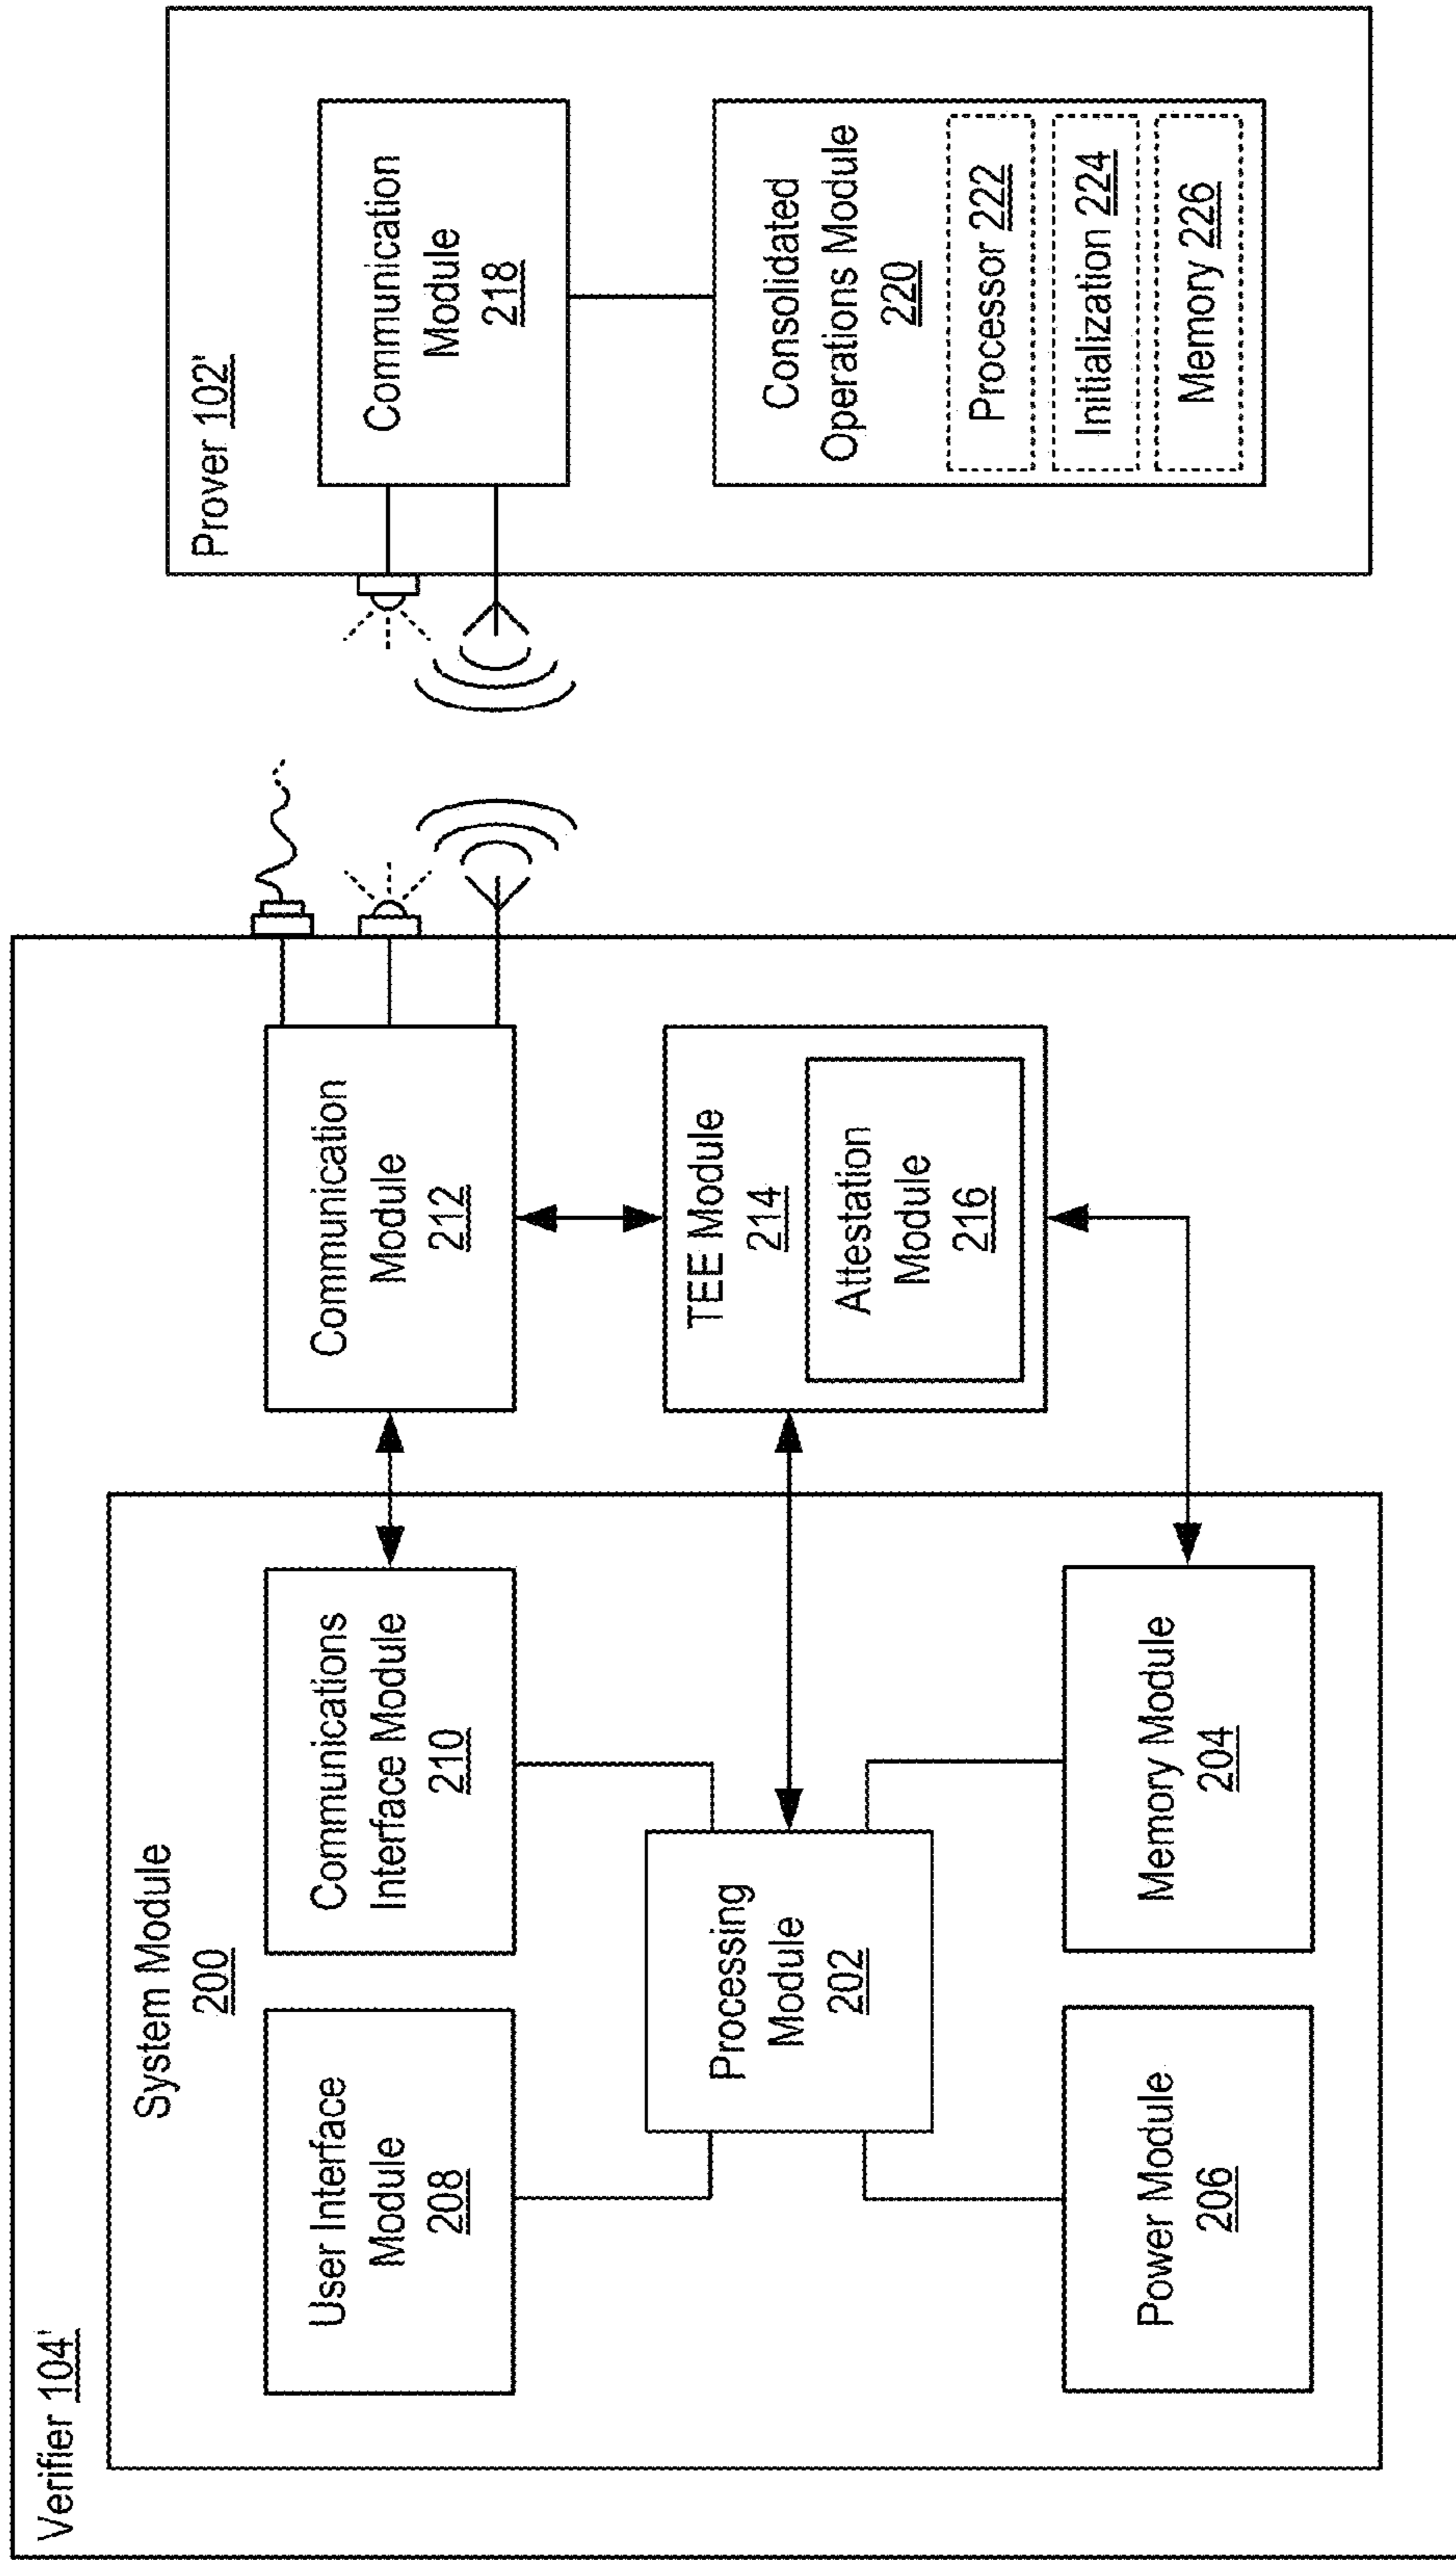 Verifier 104'
System Module
200
User Interface
Module
208
Communications
Interface Module
210
Processing
Module
202
Power Module
206
Memory Module
204
Communication
Module
212
TEE Module
214
Attestation
Module
216
Prover 102'
Communication
Module
218
Consolidated
Operations Module
220
Processor 222
Initialization 224
Memory 226